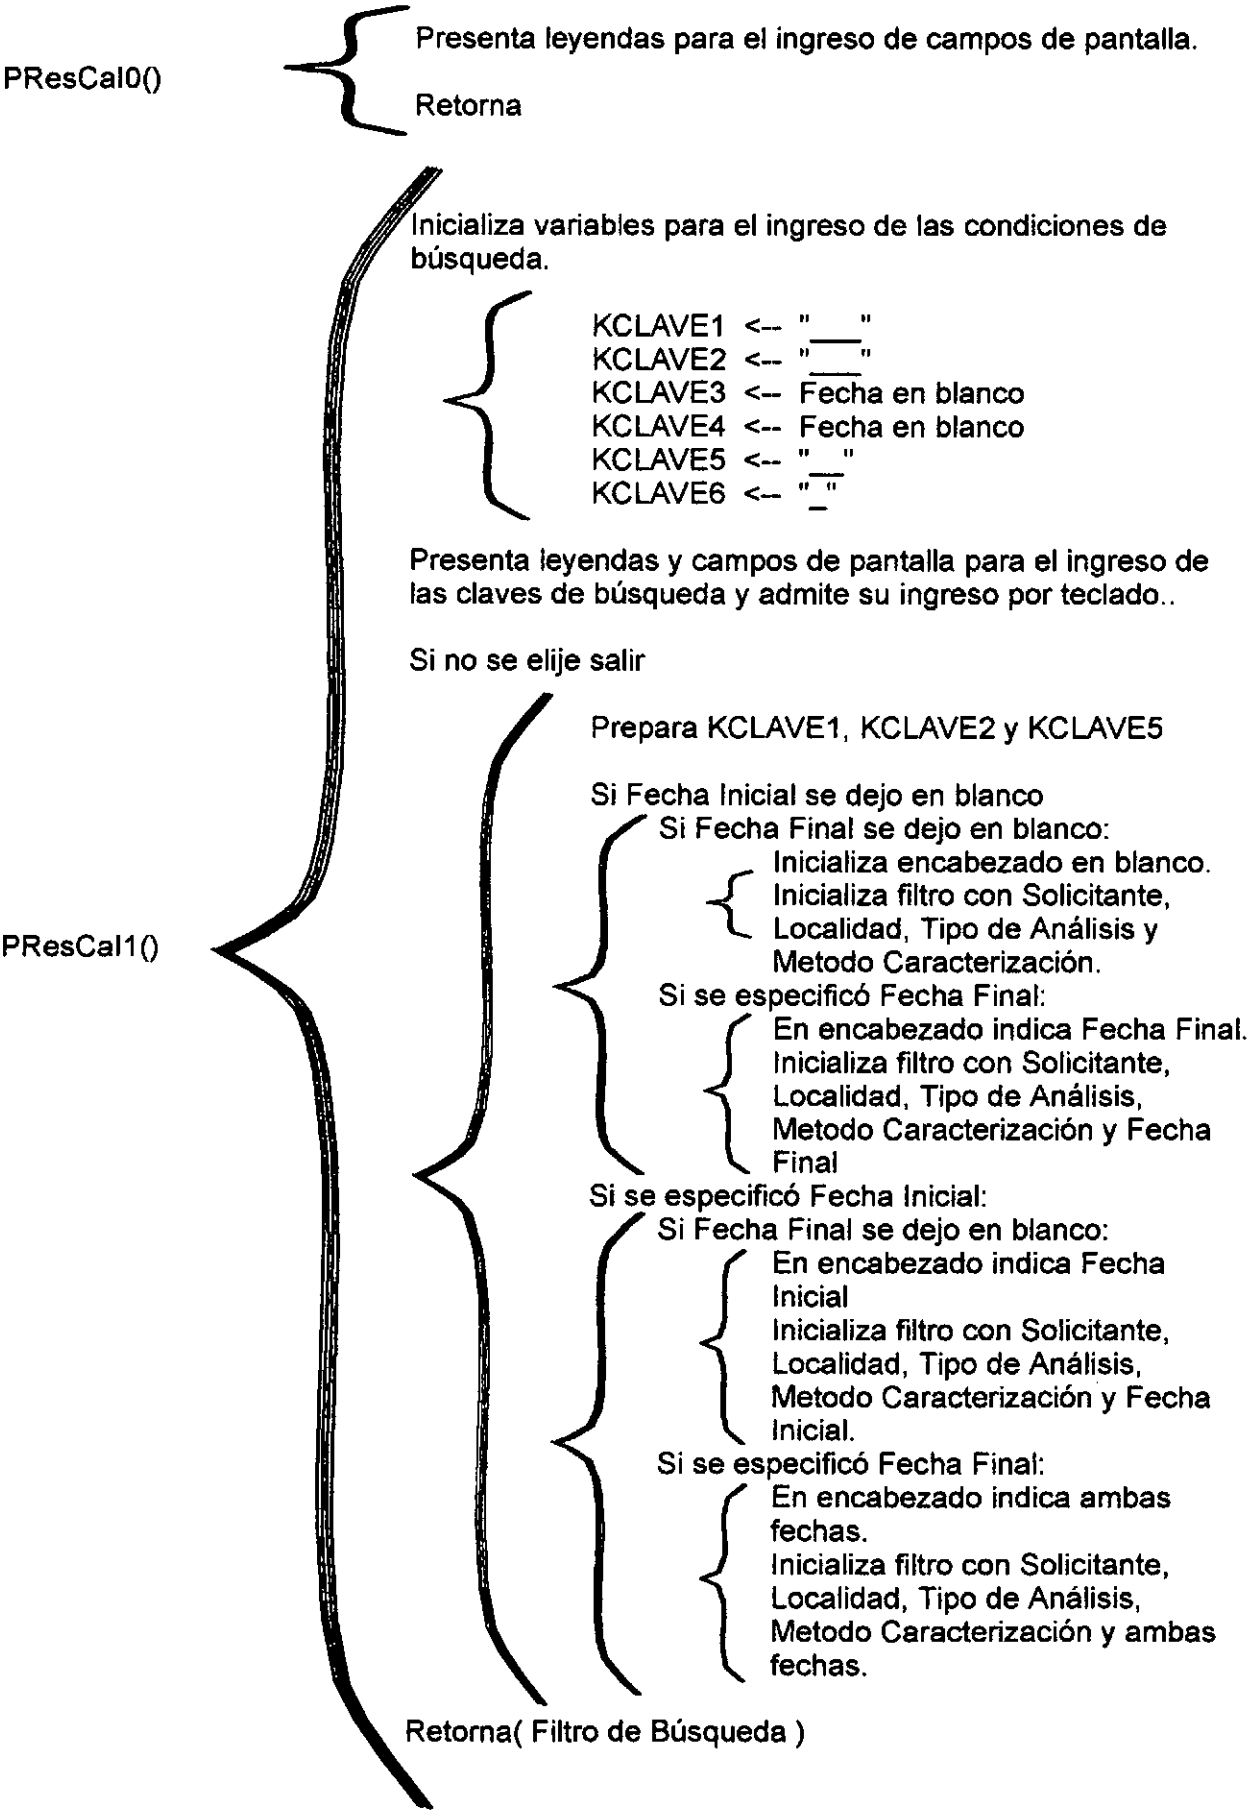 Presenta leyendas para el ingreso de campos de pantalla.
PResCal0()
Retorna
Inicializa variables para el ingreso de las condiciones de
búsqueda.
KCLAVE1 <-- "___"
KCLAVE2 <-- "___"
KCLAVE3 <-- Fecha en blanco
KCLAVE4 <-- Fecha en blanco
KCLAVE5 <-- "__"
KCLAVE6 <-- "_"
Presenta leyendas y campos de pantalla para el ingreso de
las claves de búsqueda y admite su ingreso por teclado..
Si no se elije salir
Prepara KCLAVE1, KCLAVE2 y KCLAVE5
Si Fecha Inicial se dejo en blanco
Si Fecha Final se dejo en blanco:
Inicializa encabezado en blanco.
Inicializa filtro con Solicitante,
Localidad, Tipo de Análisis y
Metodo Caracterización.
PResCal1()
Si se especificó Fecha Final:
En encabezado indica Fecha Final.
Inicializa filtro con Solicitante,
Localidad, Tipo de Análisis,
Metodo Caracterización y Fecha
Final
Si se especificó Fecha Inicial:
Si Fecha Final se dejo en blanco:
En encabezado indica Fecha
Inicial
Inicializa filtro con Solicitante,
Localidad, Tipo de Análisis,
Metodo Caracterización y Fecha
Inicial.
Si se especificó Fecha Final:
En encabezado indica ambas
fechas.
Inicializa filtro con Solicitante,
Localidad, Tipo de Análisis,
Metodo Caracterización y ambas
fechas.
Retorna( Filtro de Búsqueda )